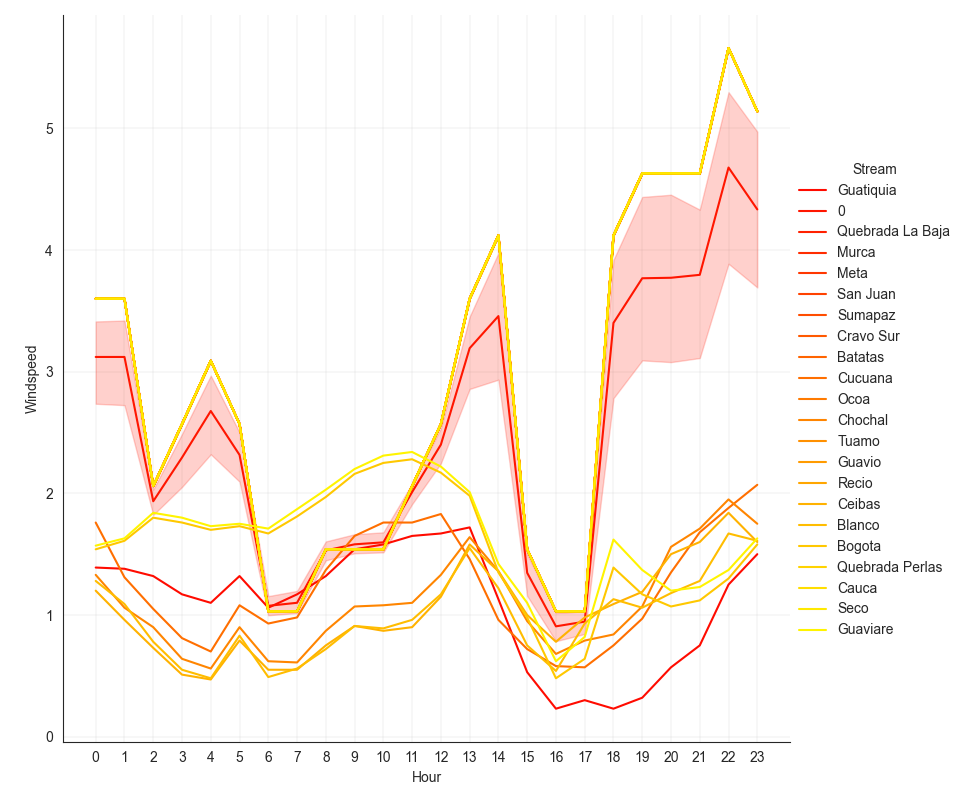 5
4
3
2
1
0
Windspeed
0 1 2 3 4 5 6 7 8 9 10 11 12 13 14 15 16 17 18 19 20 21 22 23
Hour
Stream
Guatiquia
0
Quebrada La Baja
Murca
Meta
San Juan
Sumapaz
Cravo Sur
Batatas
Cucuana
Ocoa
Chochal
Tuamo
Guavio
Recio
Ceibas
Blanco
Bogota
Quebrada Perlas
Cauca
Seco
Guaviare